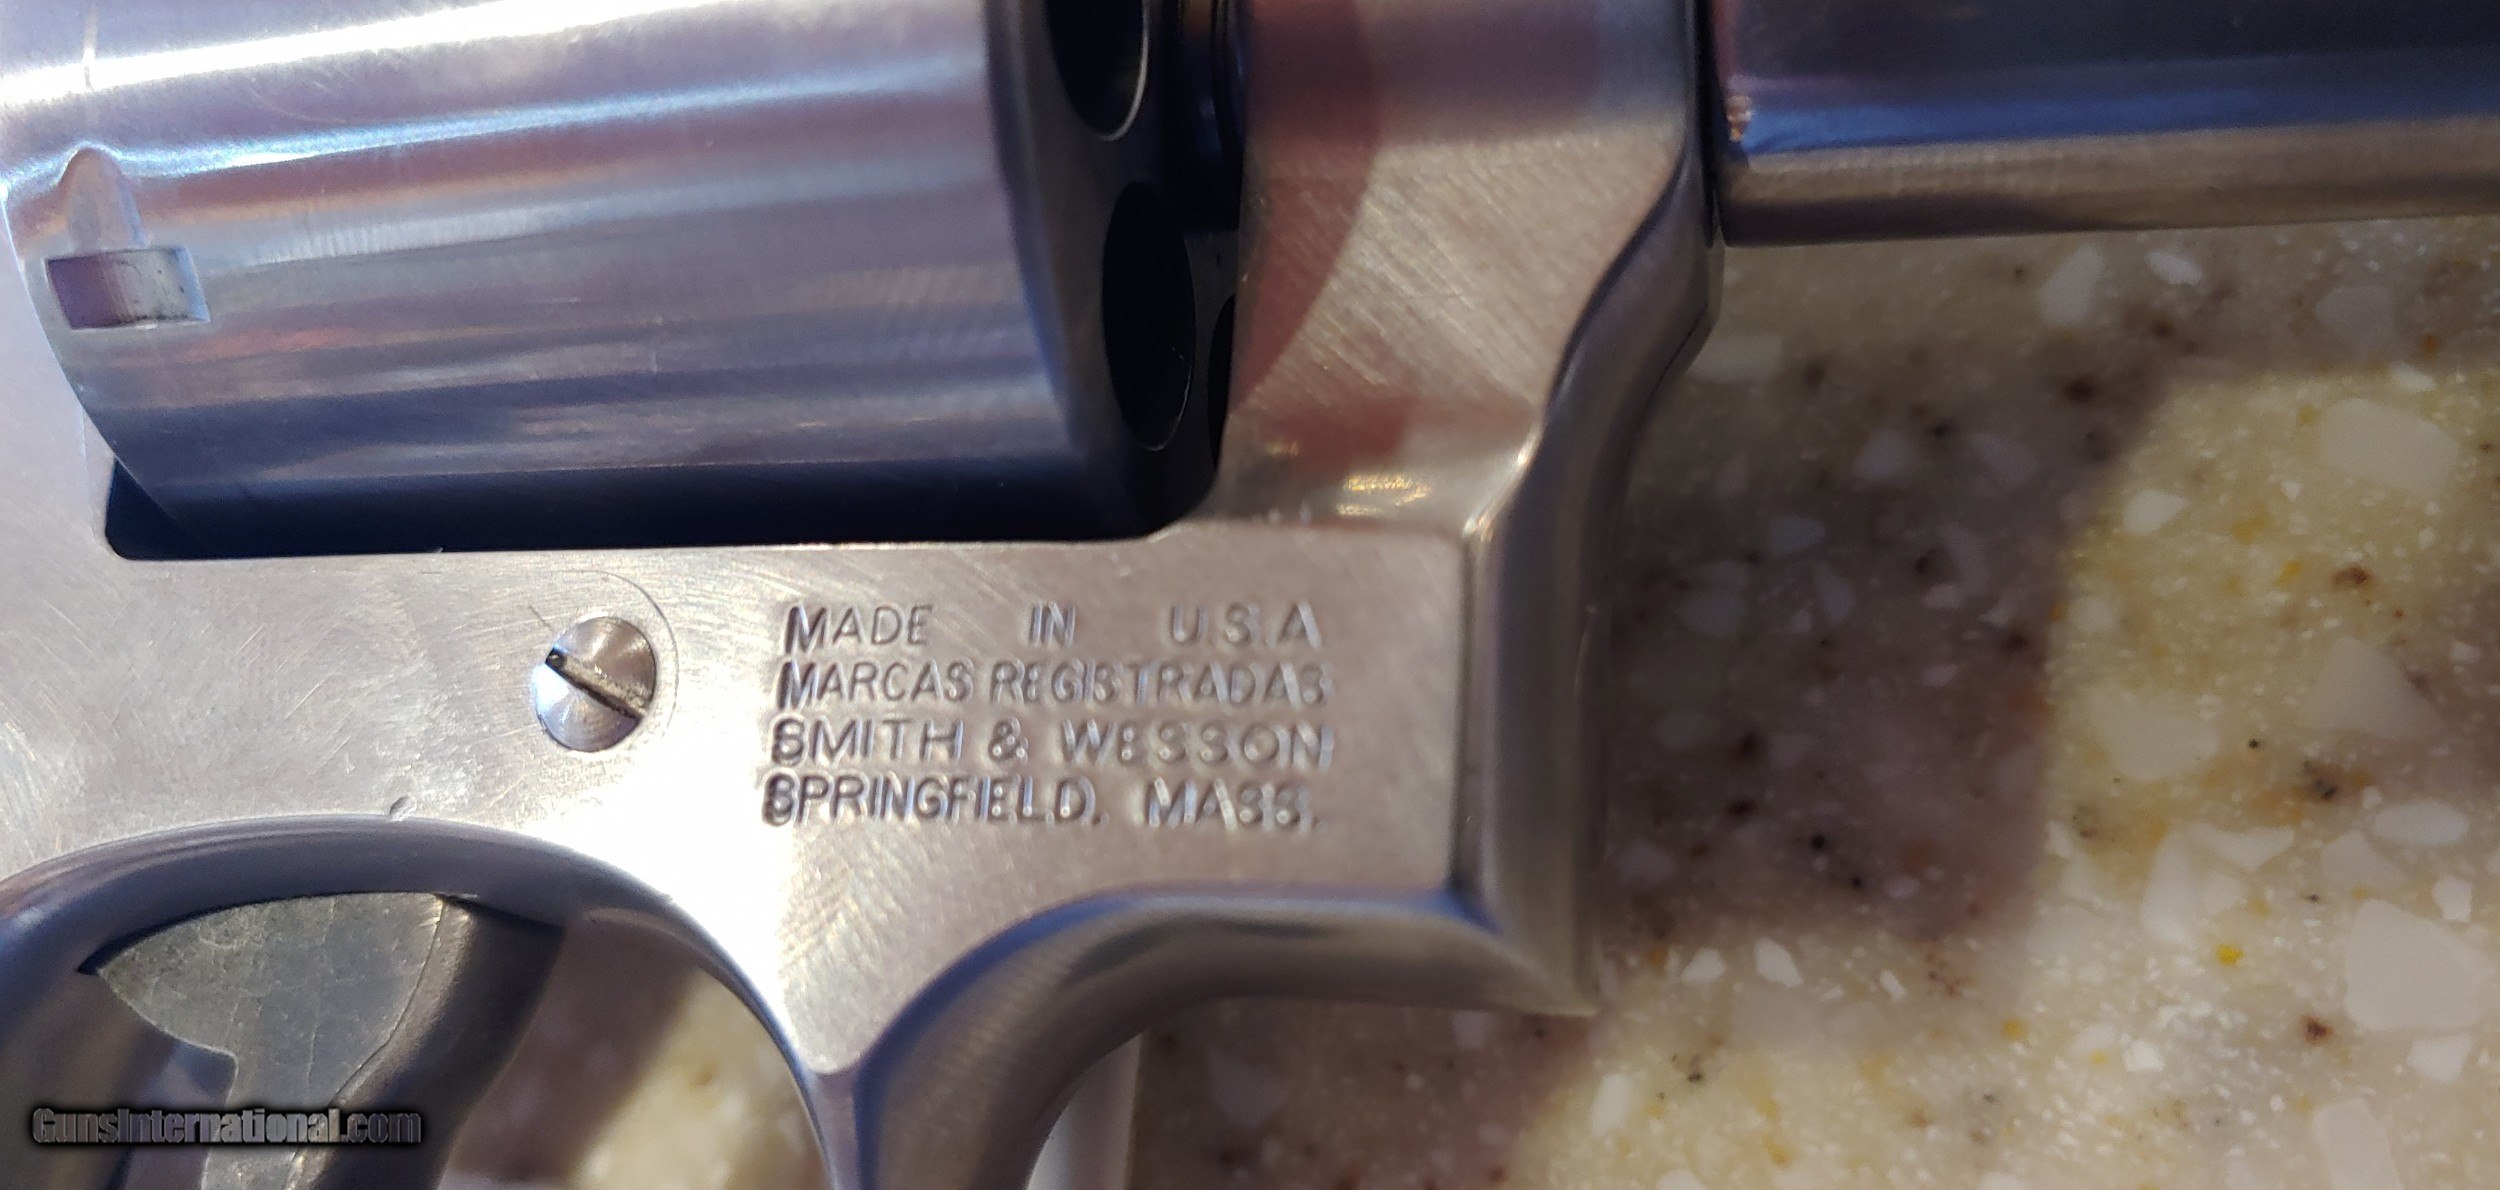 MADE IN U.S.A
MARCAS REGISTRADAS
SMITH & WESSON
SPRINGFIELD, MASS.
GunsInternational.com